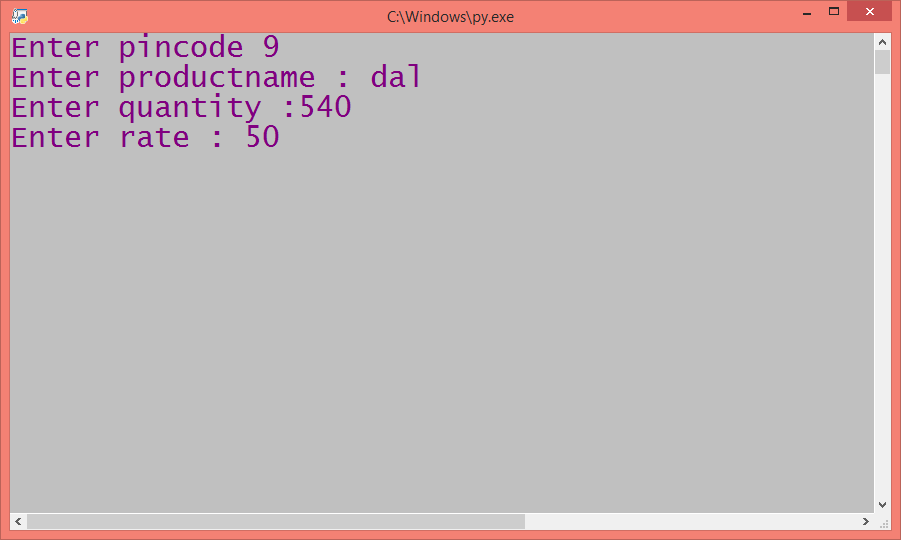 C:\Windows\py.exe
Enter pincode 9
Enter productname : dal
Enter quantity :540
Enter rate : 50